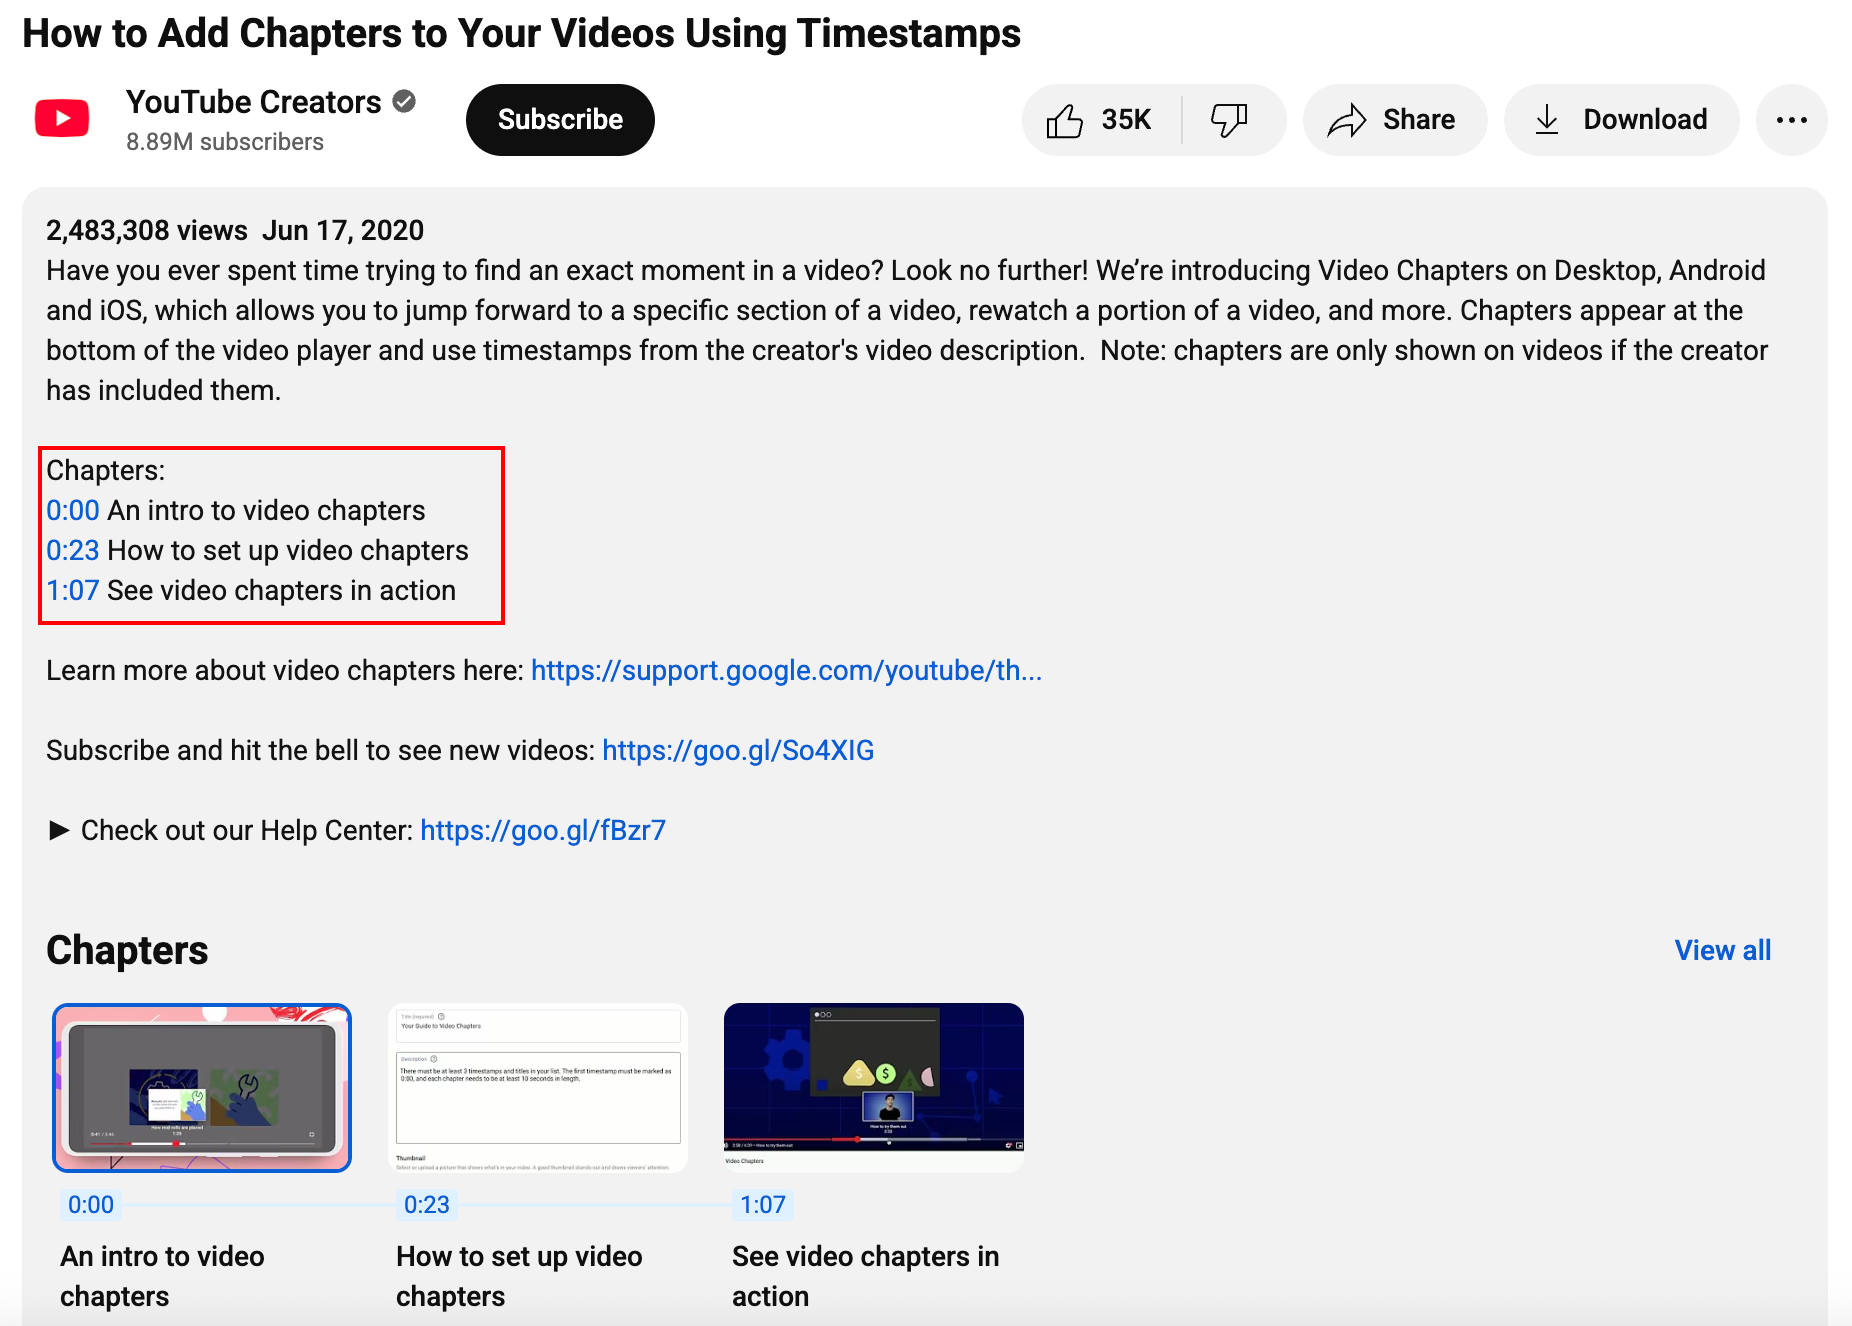 How to Add Chapters to Your Videos Using Timestamps
YouTube Creators
8.89M subscribers
Subscribe
35K
Share
Download
2,483,308 views  Jun 17, 2020
Have you ever spent time trying to find an exact moment in a video? Look no further! We’re introducing Video Chapters on Desktop, Android
and iOS, which allows you to jump forward to a specific section of a video, rewatch a portion of a video, and more. Chapters appear at the
bottom of the video player and use timestamps from the creator's video description.  Note: chapters are only shown on videos if the creator
has included them.
Chapters:
0:00 An intro to video chapters
0:23 How to set up video chapters
1:07 See video chapters in action
Learn more about video chapters here: https://support.google.com/youtube/th...
Subscribe and hit the bell to see new videos: https://goo.gl/So4XIG
► Check out our Help Center: https://goo.gl/fBzr7
Chapters
View all
Title (required)
Your Guide to Video Chapters
Description
There must be at least 3 timestamps and titles in your list. The first timestamp must be marked as
0:00, and each chapter needs to be at least 10 seconds in length.
Thumbnail
Select or upload a picture that shows what's in your video. A good thumbnail stands out and draws viewers' attention.
How to try them out
Video Chapters
0:00
0:23
1:07
An intro to video
chapters
How to set up video
chapters
See video chapters in
action